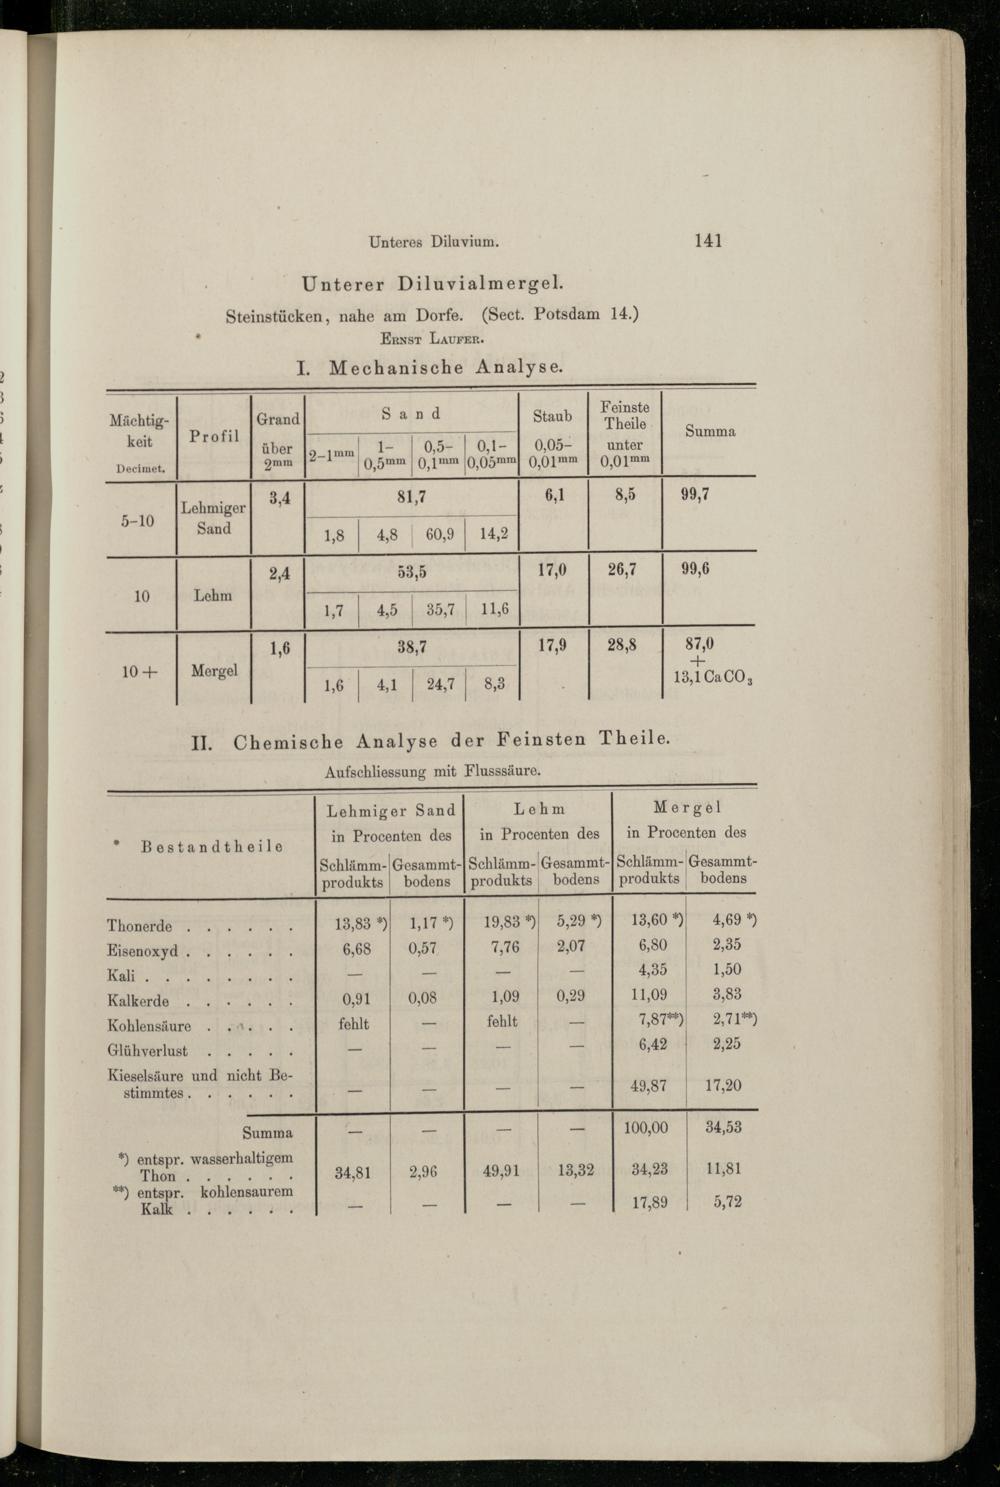 Unteres Diluvium. 141
Unterer Diluvialmergel.
Steinstücken, nahe am Dorfe. (Sect. Potsdam 14.)
Ernst Laufer.
I. Mechanische Analyse.
Mächtig-
keit
Decimet.
Profil
Grand
über
2mm
Sand
2–1mm
1–
0,5mm
0,5–
0,1mm
0,1–
0,05mm
Staub
0,05–
0,01mm
Feinste
Theile
unter
0,01mm
Summa
5–10 Lehmiger Sand 3,4 81,7 6,1 8,5 99,7
1,8 4,8 60,9 14,2
10 Lehm 2,4 53,5 17,0 26,7 99,6
1,7 4,5 35,7 11,6
10 + Mergel 1,6 38,7 17,9 28,8 87,0 + 13,1 CaCO3
1,6 4,1 24,7 8,3
II. Chemische Analyse der Feinsten Theile.
Aufschliessung mit Flusssäure.
Bestandtheile
Lehmiger Sand
in Procenten des
Schlämm-
produkts
Gesammt-
bodens
Lehm
in Procenten des
Schlämm-
produkts
Gesammt-
bodens
Mergel
in Procenten des
Schlämm-
produkts
Gesammt-
bodens
Thonerde . . . . . . 13,83 *) 1,17 *) 19,83 *) 5,29 *) 13,60 *) 4,69 *)
Eisenoxyd . . . . . . 6,68 0,57 7,76 2,07 6,80 2,35
Kali . . . . . . . . — — — — 4,35 1,50
Kalkerde . . . . . . 0,91 0,08 1,09 0,29 11,09 3,83
Kohlensäure . . . . . fehlt — fehlt — 7,87**) 2,71**)
Glühverlust . . . . . — — — — 6,42 2,25
Kieselsäure und nicht Be-
stimmtes . . . . . . — — — — 49,87 17,20
Summa — — — — 100,00 34,53
*) entspr. wasserhaltigem
Thon . . . . . . 34,81 2,96 49,91 13,32 34,23 11,81
**) entspr. kohlensaurem
Kalk . . . . . . — — — — 17,89 5,72